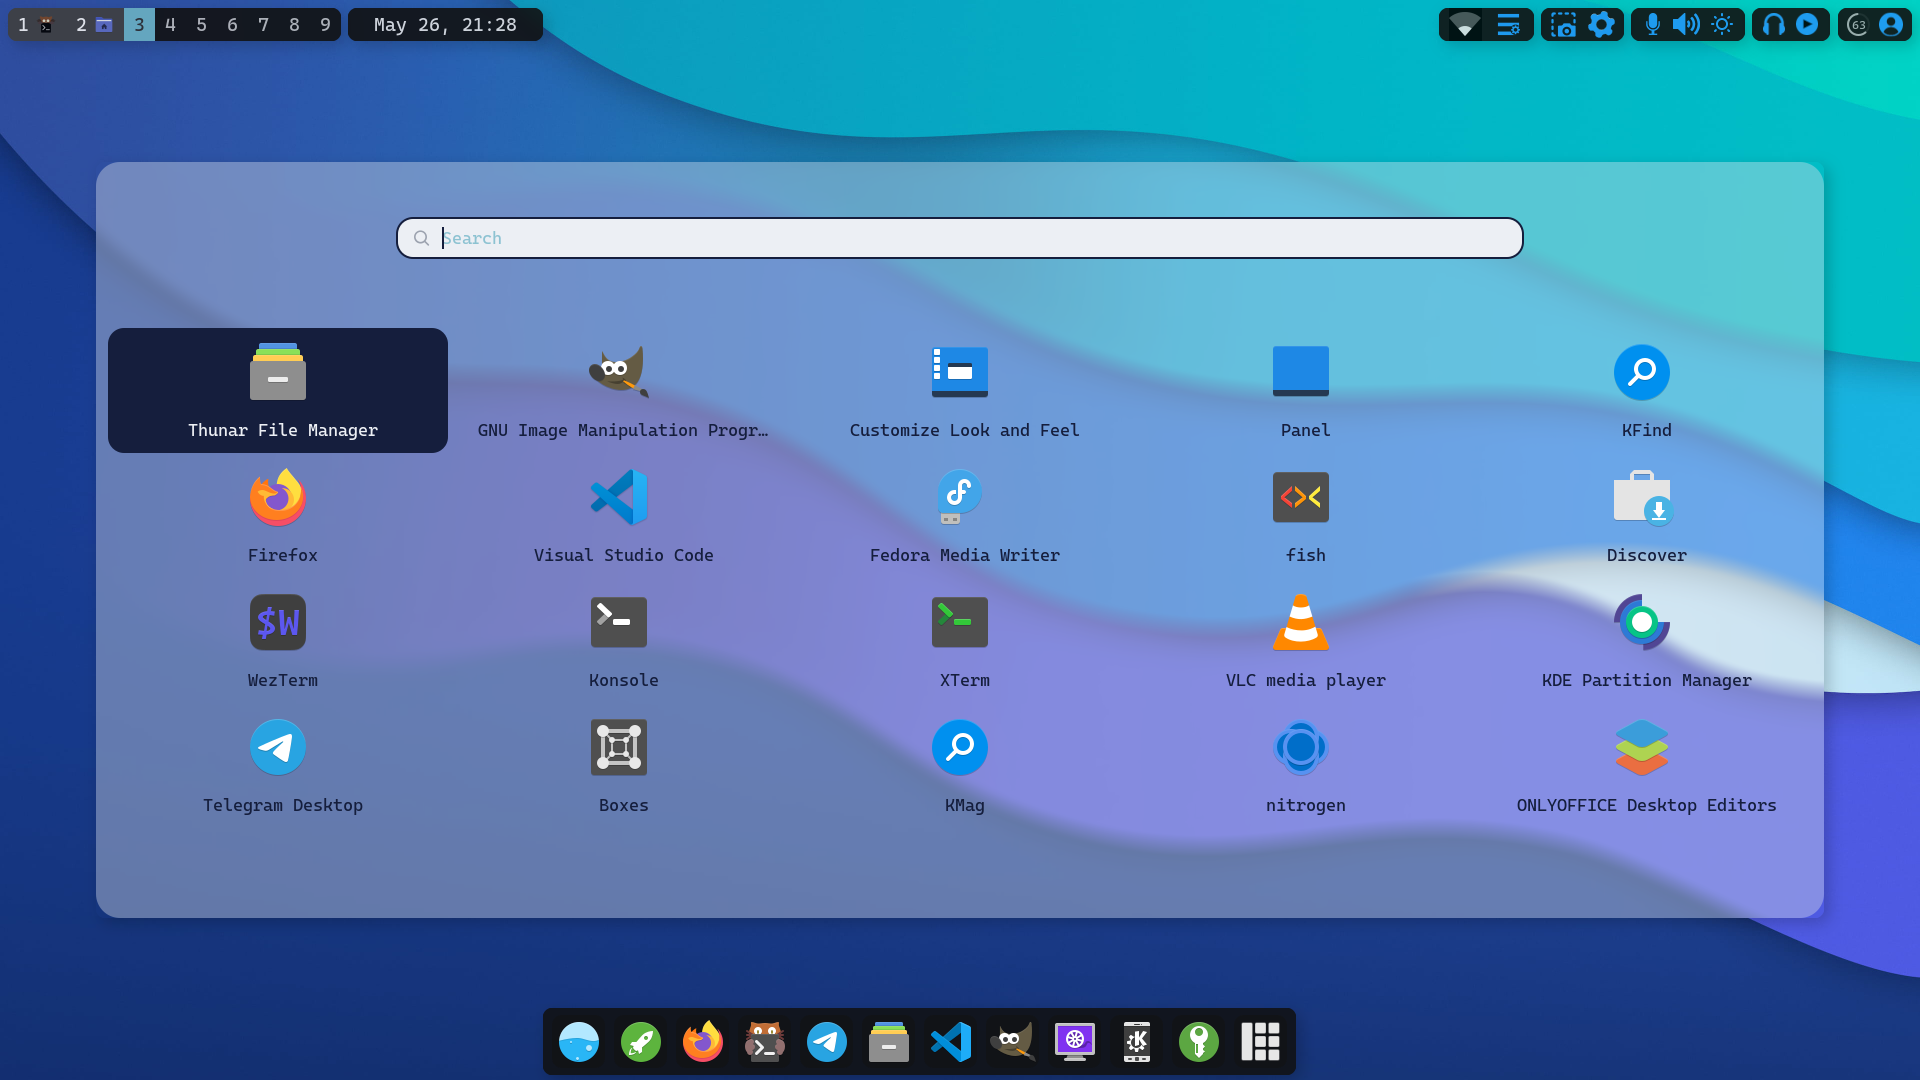 1 2 3 4 5 6 7 8 9 May 26, 21:28 63
Search
Thunar File Manager GNU Image Manipulation Progr… Customize Look and Feel Panel KFind
Firefox Visual Studio Code Fedora Media Writer fish Discover
$W
WezTerm Konsole XTerm VLC media player KDE Partition Manager
Telegram Desktop Boxes KMag nitrogen ONLYOFFICE Desktop Editors